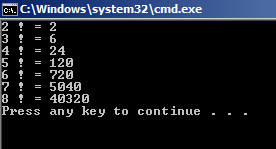 C:\Windows\system32\cmd.exe
2 ! = 2
3 ! = 6
4 ! = 24
5 ! = 120
6 ! = 720
7 ! = 5040
8 ! = 40320
Press any key to continue . . .